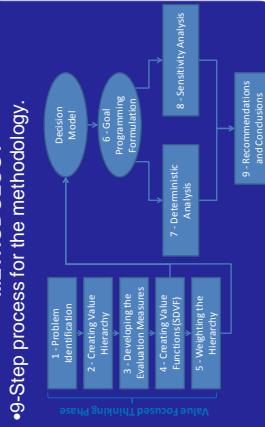 •9-Step process for the methodology.
Value Focused Thinking Phase
1 - Problem
Identification
2 - Creating Value
Hierarchy
3 - Developing the
Evaluation Measures
4 - Creating Value
Functions(SDVF)
5 - Weighting the
Hierarchy
Decision
Model
6 - Goal
Programming
Formulation
7 - Deterministic
Analysis
8 - Sensitivity Analysis
9 - Recommendations
and Conclusions